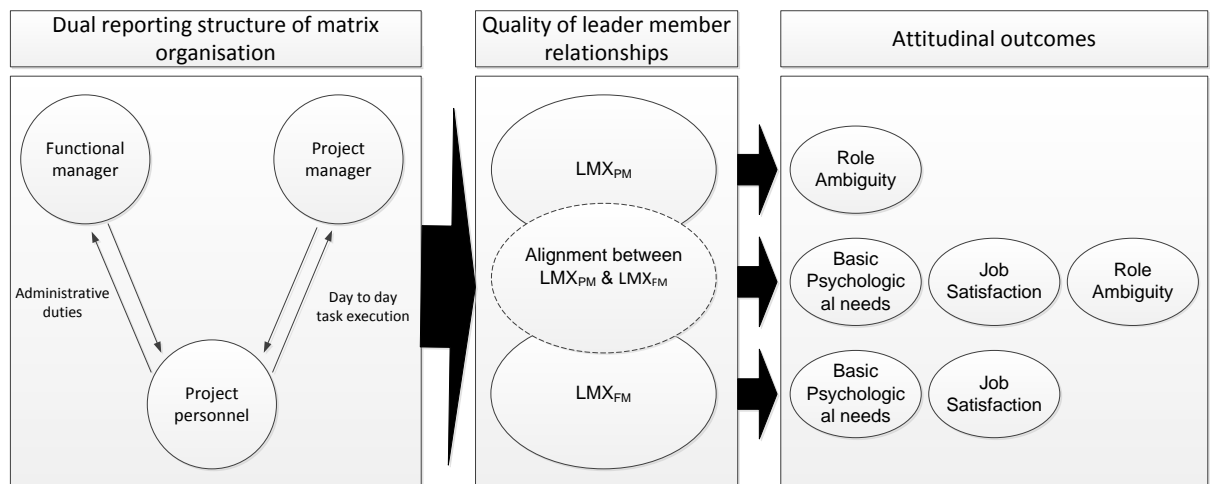 Dual reporting structure of matrix
organisation
Quality of leader member
relationships
Attitudinal outcomes
Functional
manager
Project
manager
Administrative
duties
Day to day
task execution
Project
personnel
LMXPM
Alignment between
LMXPM & LMXFM
LMXFM
Role
Ambiguity
Basic
Psychologic
al needs
Job
Satisfaction
Role
Ambiguity
Basic
Psychologic
al needs
Job
Satisfaction